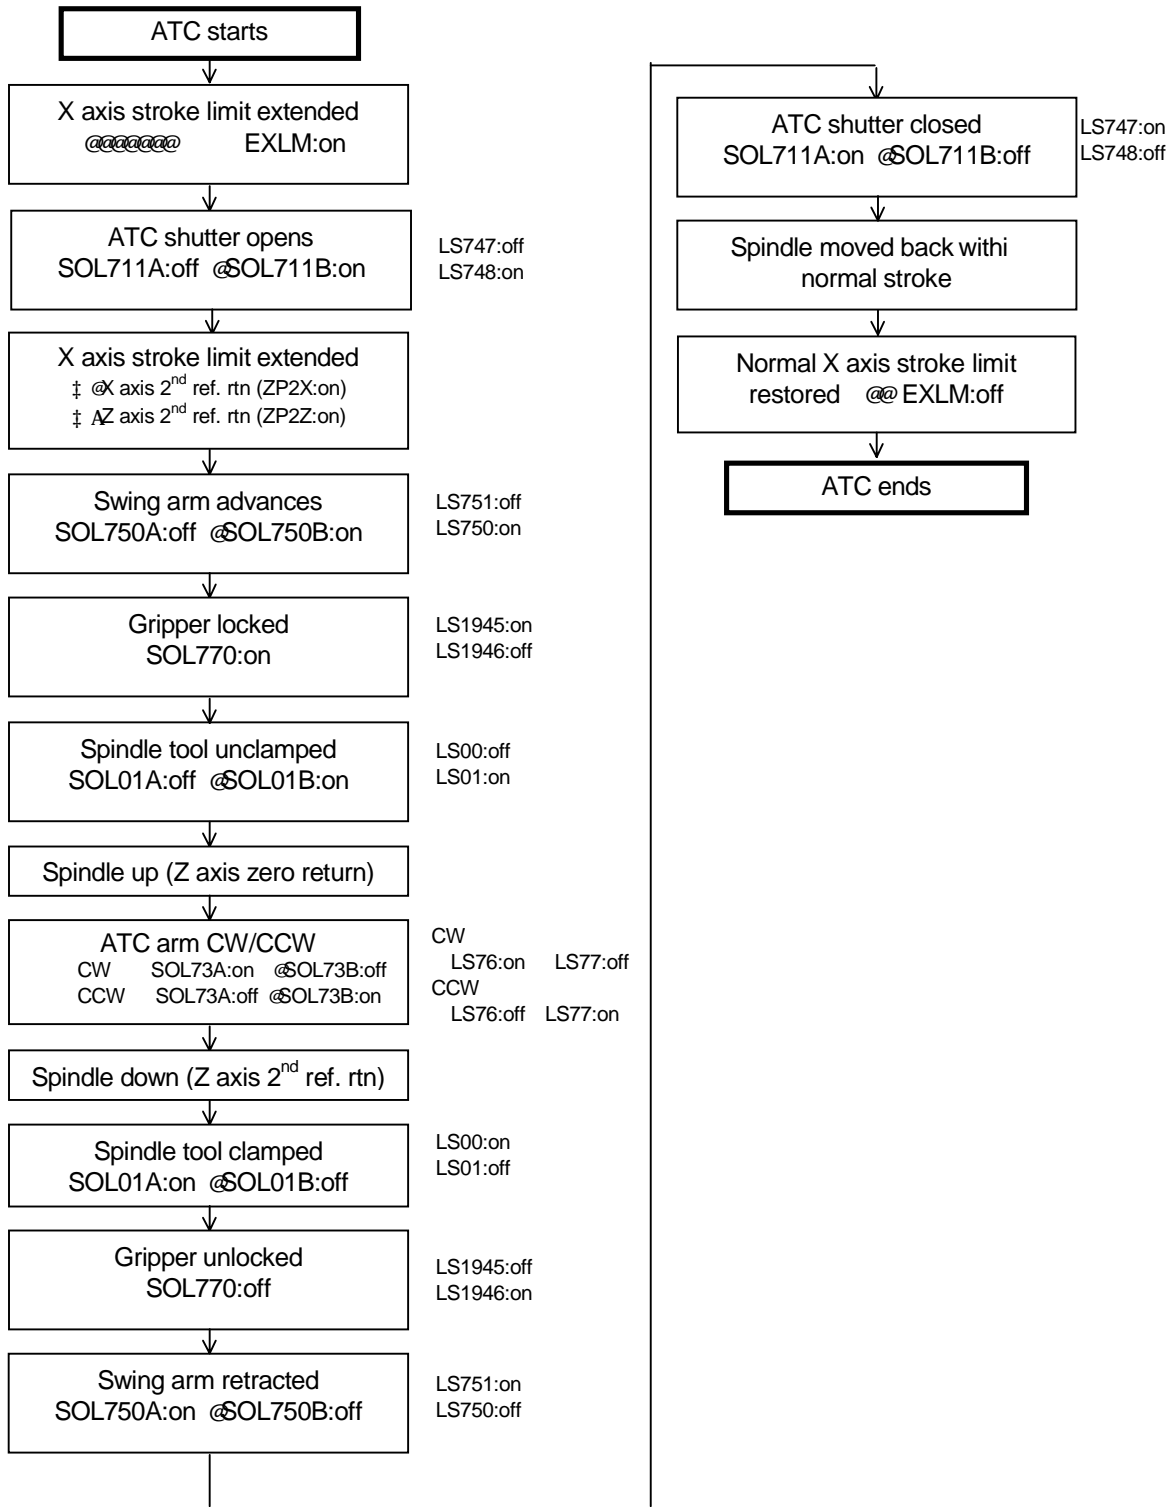 ATC starts
X axis stroke limit extended
@@@@@@@ EXLM:on
ATC shutter opens
SOL711A:off @SOL711B:on
LS747:off
LS748:on
X axis stroke limit extended
‡ @X axis 2nd ref. rtn (ZP2X:on)
‡ AZ axis 2nd ref. rtn (ZP2Z:on)
Swing arm advances
SOL750A:off @SOL750B:on
LS751:off
LS750:on
Gripper locked
SOL770:on
LS1945:on
LS1946:off
Spindle tool unclamped
SOL01A:off @SOL01B:on
LS00:off
LS01:on
Spindle up (Z axis zero return)
ATC arm CW/CCW
CW SOL73A:on @SOL73B:off
CCW SOL73A:off @SOL73B:on
CW
LS76:on LS77:off
CCW
LS76:off LS77:on
Spindle down (Z axis 2nd ref. rtn)
Spindle tool clamped
SOL01A:on @SOL01B:off
LS00:on
LS01:off
Gripper unlocked
SOL770:off
LS1945:off
LS1946:on
Swing arm retracted
SOL750A:on @SOL750B:off
LS751:on
LS750:off
ATC shutter closed
SOL711A:on @SOL711B:off
LS747:on
LS748:off
Spindle moved back withi
normal stroke
Normal X axis stroke limit
restored @@ EXLM:off
ATC ends